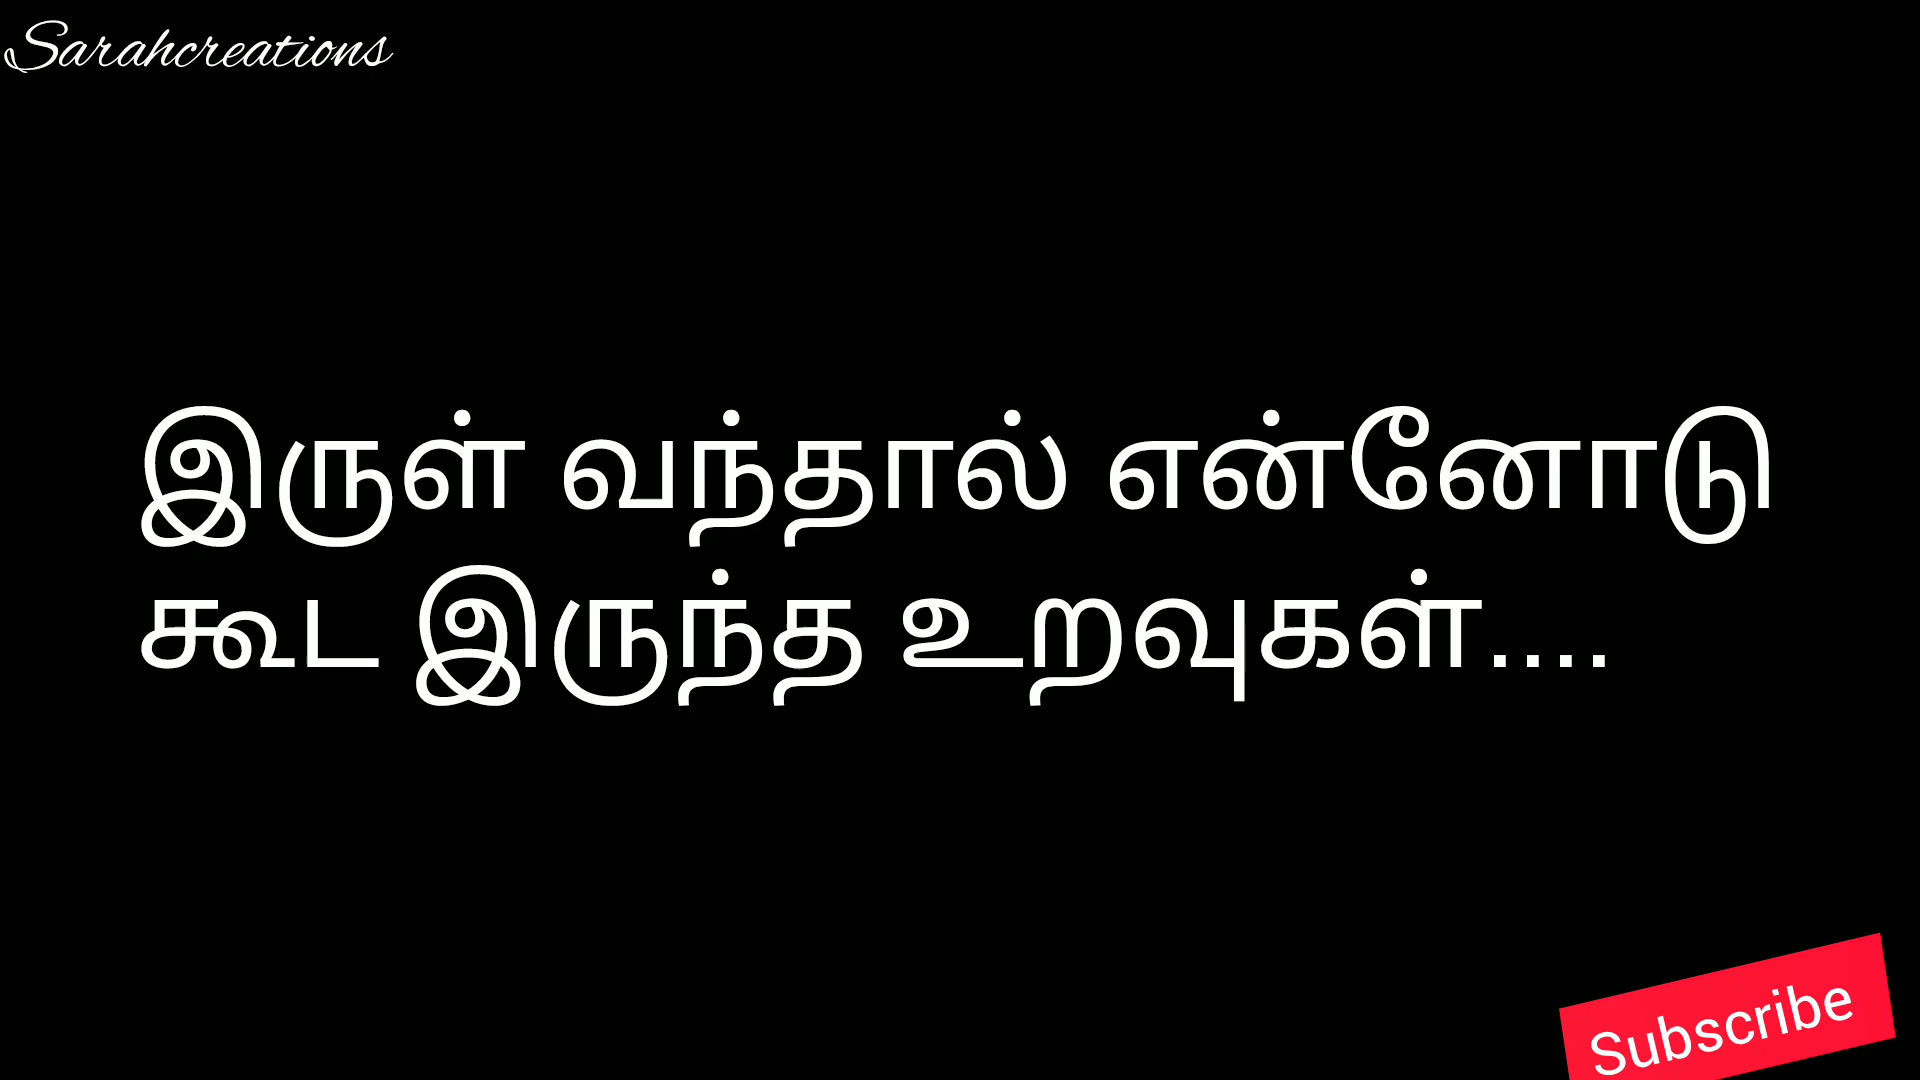 Sarahcreations
இருள் வந்தால் என்னோடு
கூட இருந்த உறவுகள்....
Subscribe